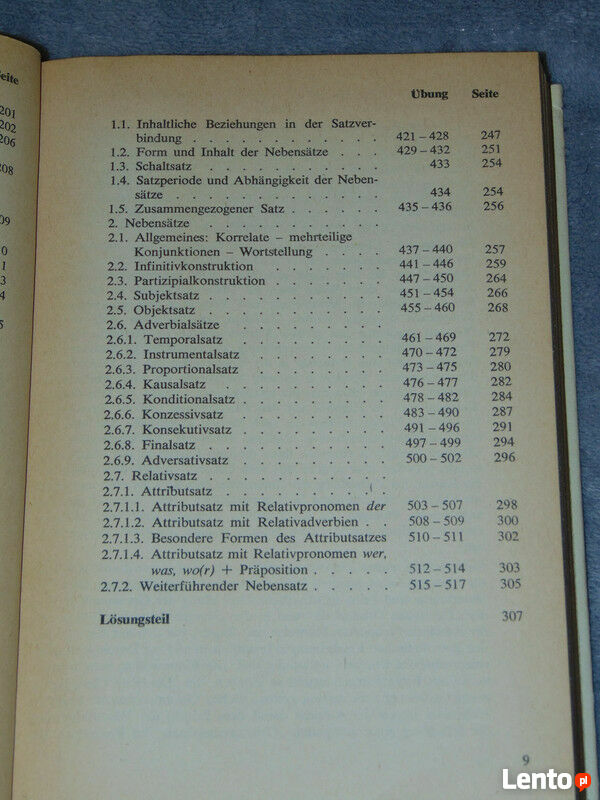 Seite
201
202
206
208
09
0
1
3
4
5
Übung Seite
1.1. Inhaltliche Beziehungen in der Satzver-
bindung . . . . . . . . . . . . 421 – 428 247
1.2. Form und Inhalt der Nebensätze . . . 429 – 432 251
1.3. Schaltsatz . . . . . . . . . . . 433 254
1.4. Satzperiode und Abhängigkeit der Neben-
sätze . . . . . . . . . . . . . 434 254
1.5. Zusammengezogener Satz . . . . . . 435 – 436 256
2. Nebensätze . . . . . . . . . . .
2.1. Allgemeines: Korrelate – mehrteilige
Konjunktionen – Wortstellung . . . . 437 – 440 257
2.2. Infinitivkonstruktion . . . . . . . . 441 – 446 259
2.3. Partizipialkonstruktion . . . . . . . 447 – 450 264
2.4. Subjektsatz . . . . . . . . . . . 451 – 454 266
2.5. Objektsatz . . . . . . . . . . . 455 – 460 268
2.6. Adverbialsätze . . . . . . . . .
2.6.1. Temporalsatz . . . . . . . . . 461 – 469 272
2.6.2. Instrumentalsatz . . . . . . . . 470 – 472 279
2.6.3. Proportionalsatz . . . . . . . . 473 – 475 280
2.6.4. Kausalsatz . . . . . . . . . . 476 – 477 282
2.6.5. Konditionalsatz . . . . . . . . 478 – 482 284
2.6.6. Konzessivsatz . . . . . . . . . 483 – 490 287
2.6.7. Konsekutivsatz . . . . . . . . . 491 – 496 291
2.6.8. Finalsatz . . . . . . . . . . . 497 – 499 294
2.6.9. Adversativsatz . . . . . . . . . 500 – 502 296
2.7. Relativsatz . . . . . . . . . . .
2.7.1. Attributsatz . . . . . . . . . .
2.7.1.1. Attributsatz mit Relativpronomen der 503 – 507 298
2.7.1.2. Attributsatz mit Relativadverbien . . 508 – 509 300
2.7.1.3. Besondere Formen des Attributsatzes 510 – 511 302
2.7.1.4. Attributsatz mit Relativpronomen wer,
was, wo(r) + Präposition . . . . . 512 – 514 303
2.7.2. Weiterführender Nebensatz . . . . . 515 – 517 305
Lösungsteil 307
9
Lento.pl